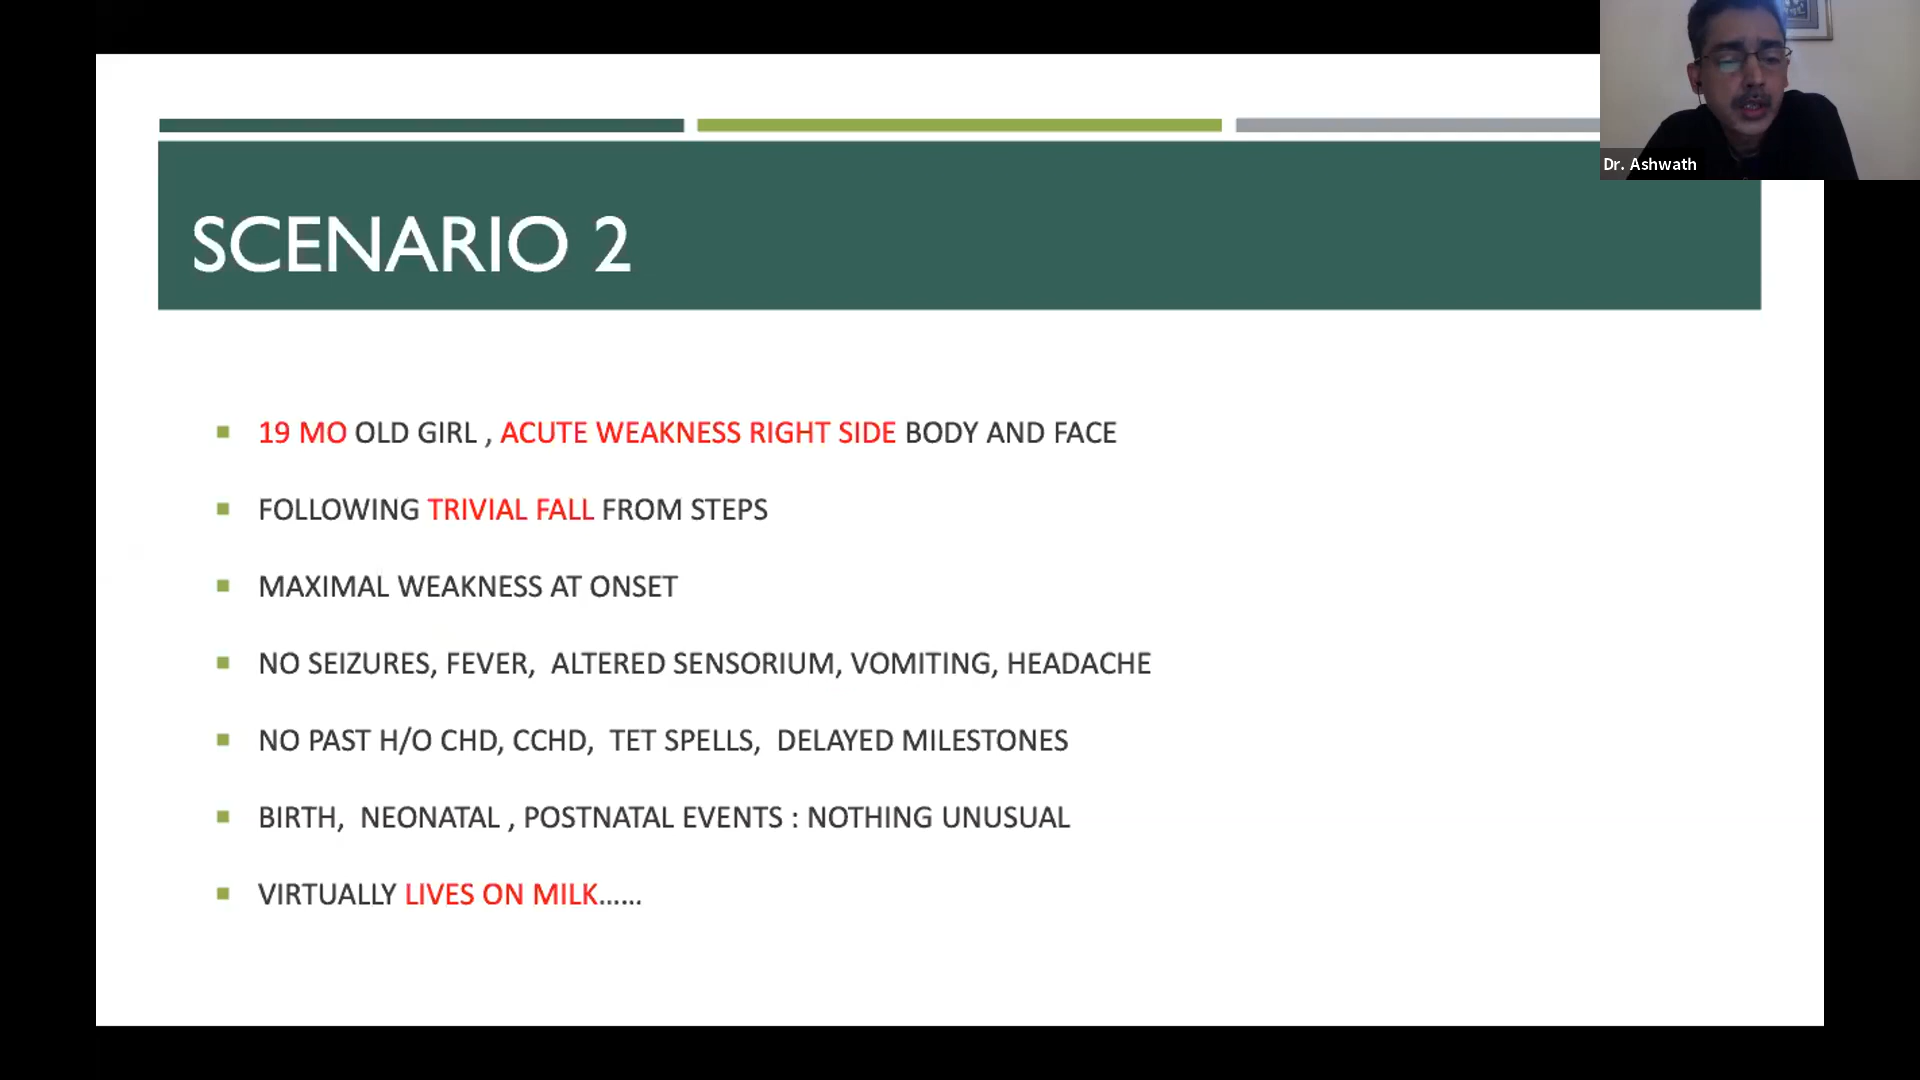 Dr. Ashwath
SCENARIO 2
19 MO OLD GIRL , ACUTE WEAKNESS RIGHT SIDE BODY AND FACE
FOLLOWING TRIVIAL FALL FROM STEPS
MAXIMAL WEAKNESS AT ONSET
NO SEIZURES, FEVER,  ALTERED SENSORIUM, VOMITING, HEADACHE
NO PAST H/O CHD, CCHD,  TET SPELLS,  DELAYED MILESTONES
BIRTH,  NEONATAL , POSTNATAL EVENTS : NOTHING UNUSUAL
VIRTUALLY LIVES ON MILK......